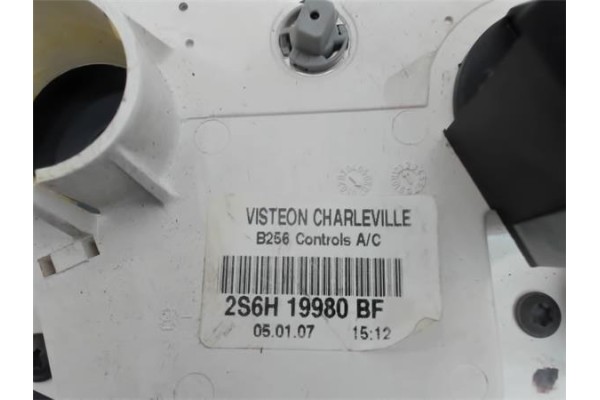 VISTEON CHARLEVILLE
B256 Controls A/C
2S6H 19980 BF
05.01.07 15:12